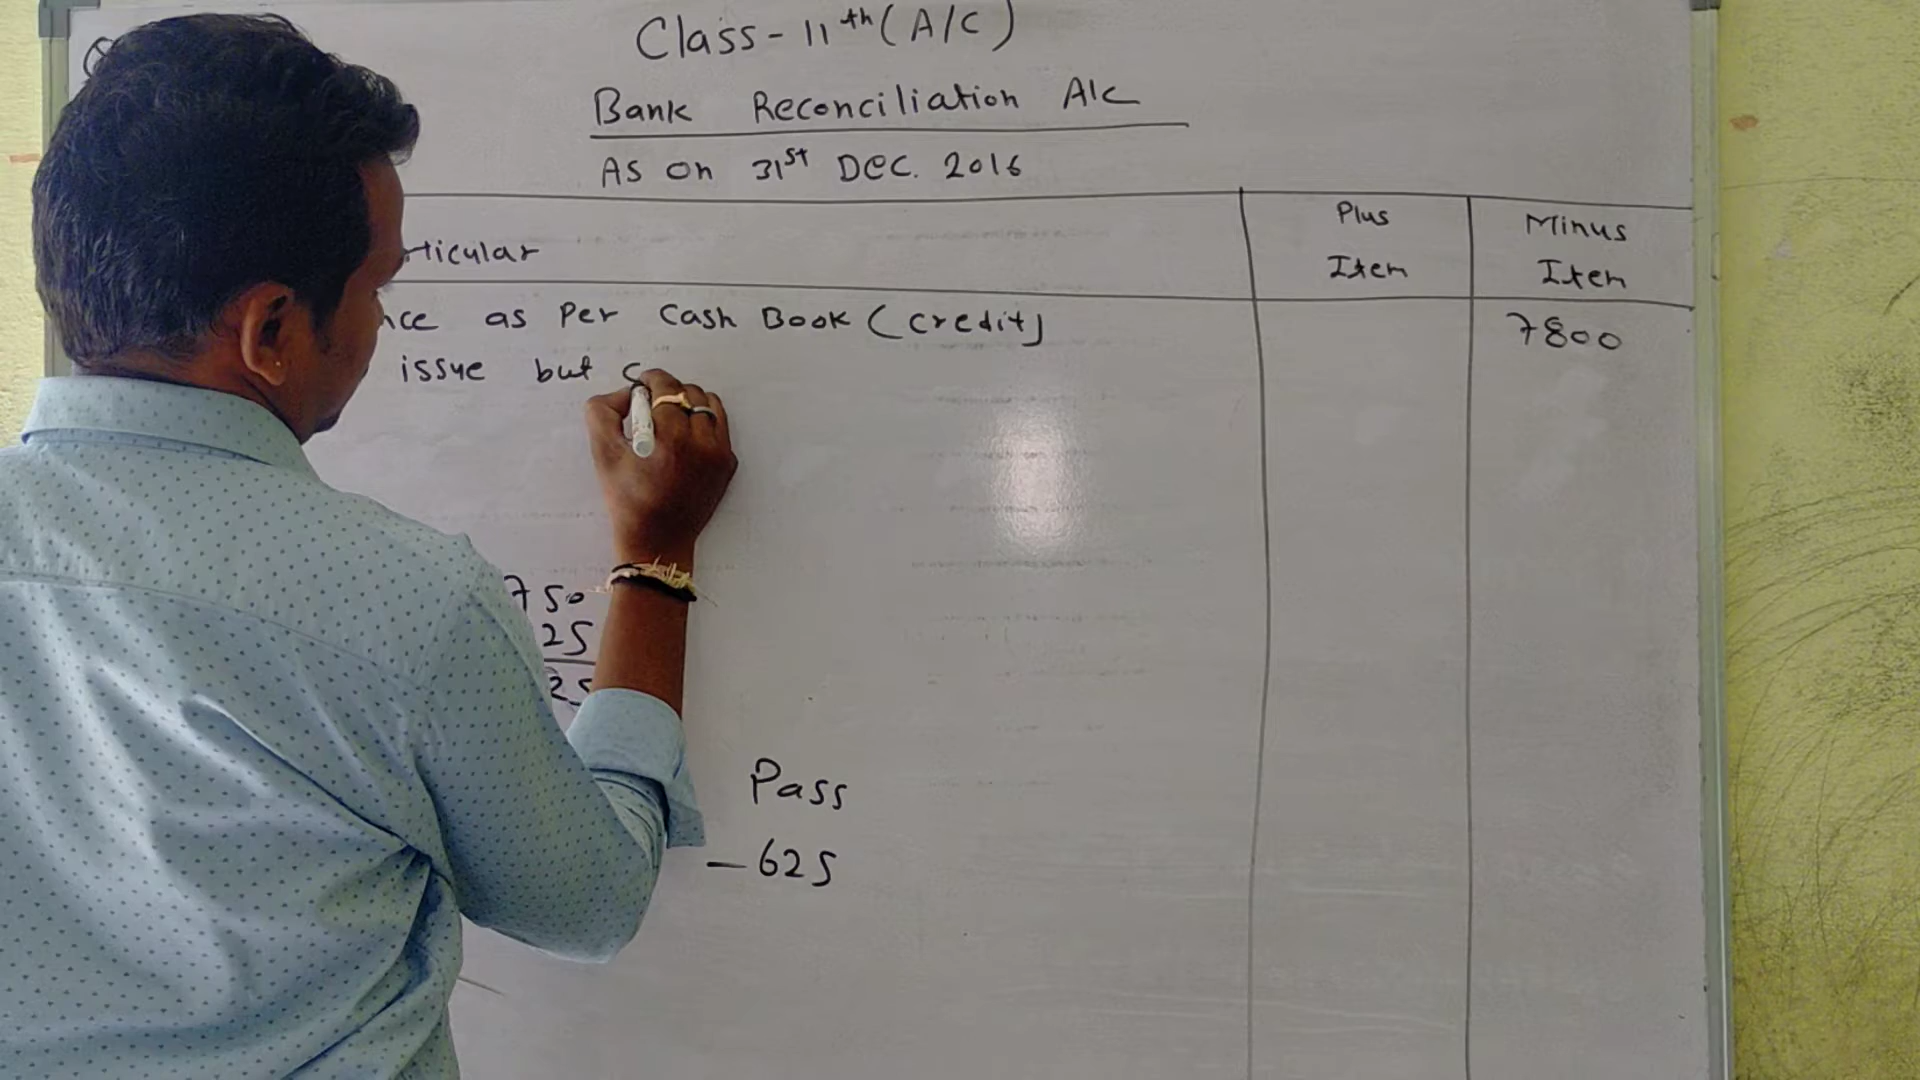 Class - 11th (A/C)
Bank Reconciliation A/c
AS on 31st Dec. 2016
ticular
Plus Item
Minus Item
nce as Per Cash Book (credit)
7800
issue but
750
25
25
Pass
— 625